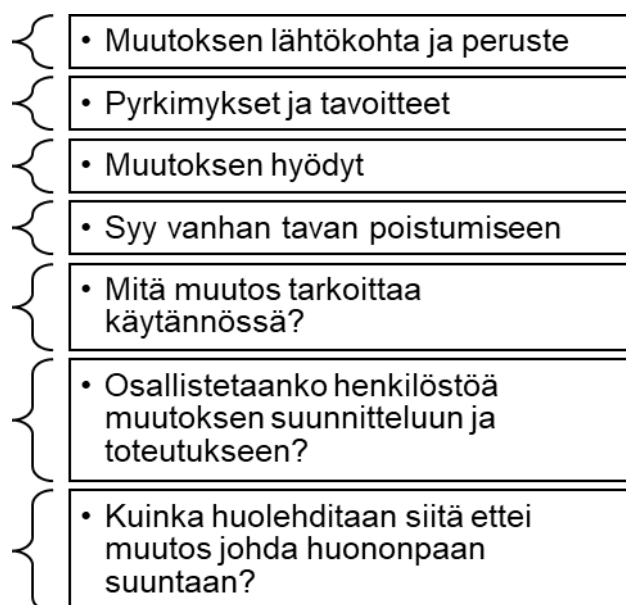 • Muutoksen lähtökohta ja peruste
• Pyrkimykset ja tavoitteet
• Muutoksen hyödyt
• Syy vanhan tavan poistumiseen
• Mitä muutos tarkoittaa
käytännössä?
• Osallistetaanko henkilöstöä
muutoksen suunnitteluun ja
toteutukseen?
• Kuinka huolehditaan siitä ettei
muutos johda huononpaan
suuntaan?